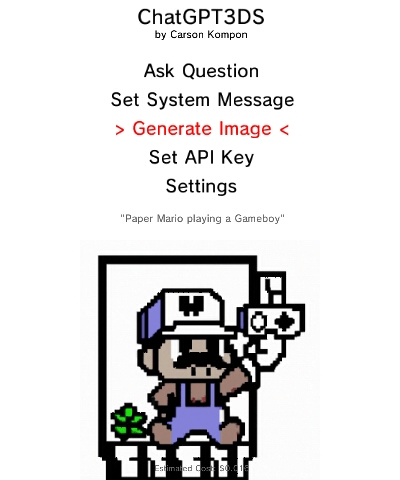 ChatGPT3DS
by Carson Kompon
Ask Question
Set System Message
> Generate Image <
Set API Key
Settings
"Paper Mario playing a Gameboy"
W
Estimated Cost: $0.016